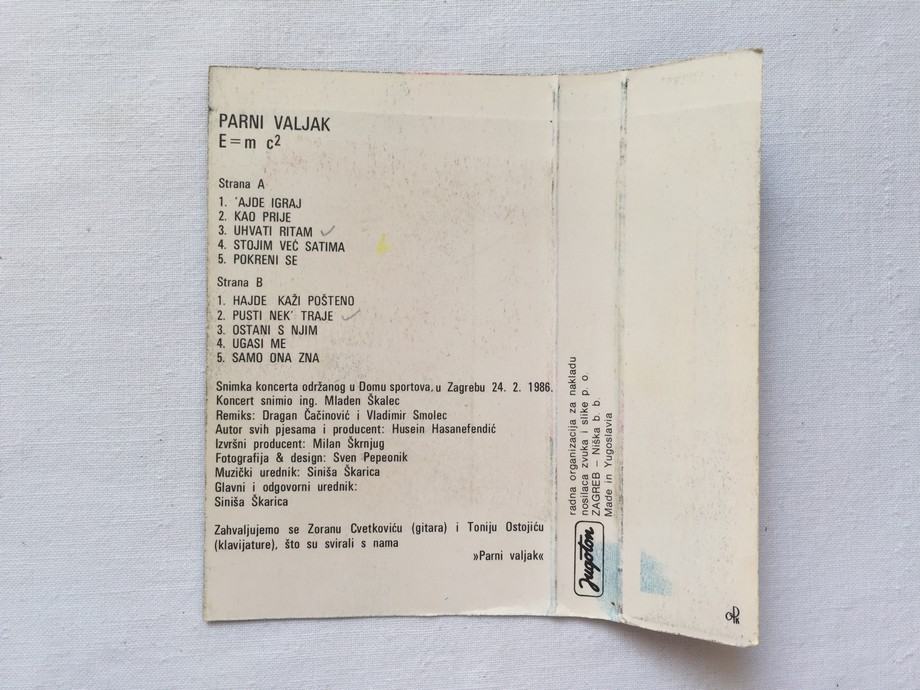 PARNI VALJAK
E=m c²
Strana A
1. 'AJDE IGRAJ
2. KAO PRIJE
3. UHVATI RITAM ✓
4. STOJIM VEĆ SATIMA
5. POKRENI SE
Strana B
1. HAJDE KAŽI POŠTENO
2. PUSTI NEK' TRAJE ✓
3. OSTANI S NJIM
4. UGASI ME
5. SAMO ONA ZNA
Snimka koncerta održanog u Domu sportova, u Zagrebu 24. 2. 1986.
Koncert snimio ing. Mladen Škalec
Remiks: Dragan Čačinović i Vladimir Smolec
Autor svih pjesama i producent: Husein Hasanefendić
Izvršni producent: Milan Škrnjug
Fotografija & design: Sven Pepeonik
Muzički urednik: Siniša Škarica
Glavni i odgovorni urednik:
Siniša Škarica
Zahvaljujemo se Zoranu Cvetkoviću (gitara) i Toniju Ostojiću
(klavijature), što su svirali s nama
»Parni valjak«
Jugoton
radna organizacija za nakladu
nosilaca zvuka i slike p. o.
ZAGREB – Niška b. b.
Made in Yugoslavia